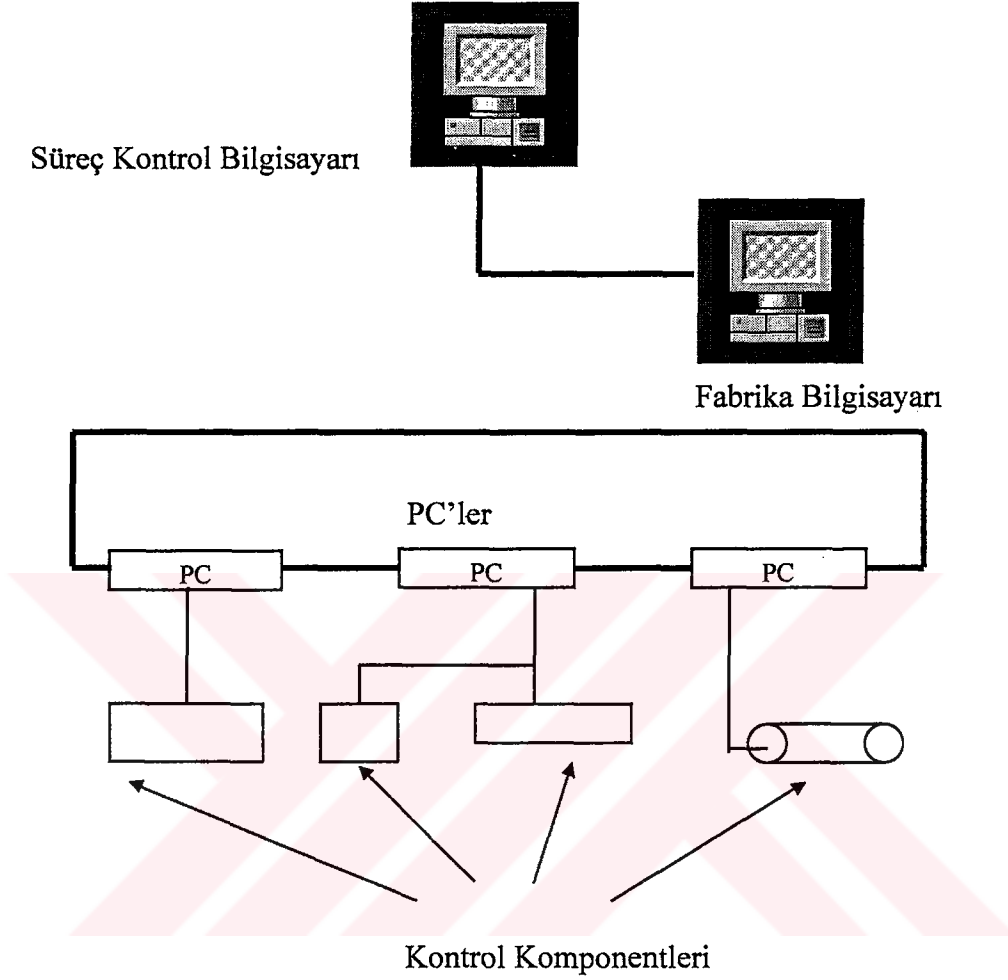 Süreç Kontrol Bilgisayarı
Fabrika Bilgisayarı
PC’ler
PC
PC
PC
Kontrol Komponentleri